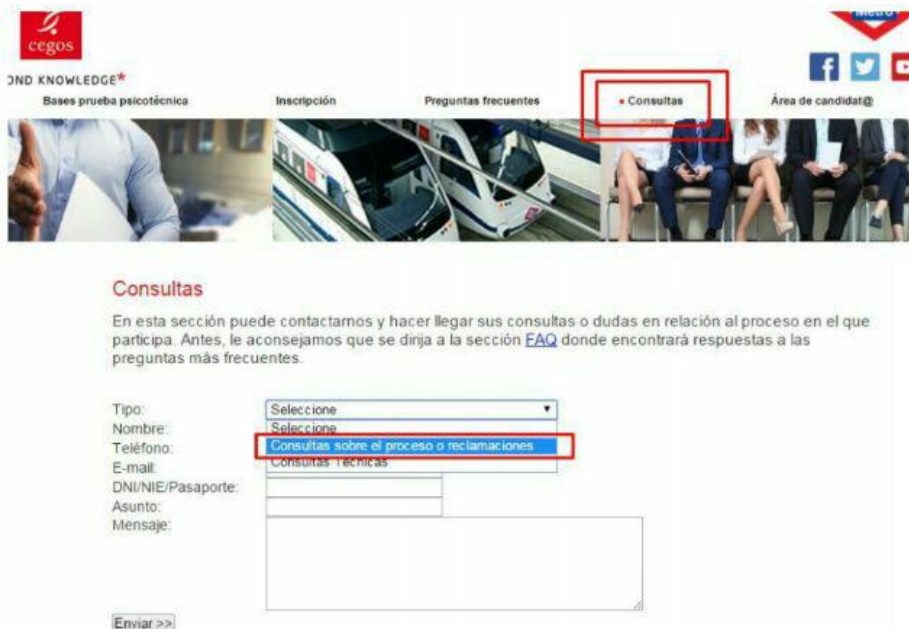 Metro
cegos
OND KNOWLEDGE*
Bases prueba psicotécnica
Inscripción
Preguntas frecuentes
Consultas
Área de candidat@
Consultas
En esta sección puede contactarnos y hacer llegar sus consultas o dudas en relación al proceso en el que
participa. Antes, le aconsejamos que se dirija a la sección FAQ donde encontrará respuestas a las
preguntas más frecuentes.
Tipo: Seleccione
Nombre: Seleccione
Teléfono: Consultas sobre el proceso o reclamaciones
E-mail: Consultas Técnicas
DNI/NIE/Pasaporte:
Asunto:
Mensaje:
Enviar >>